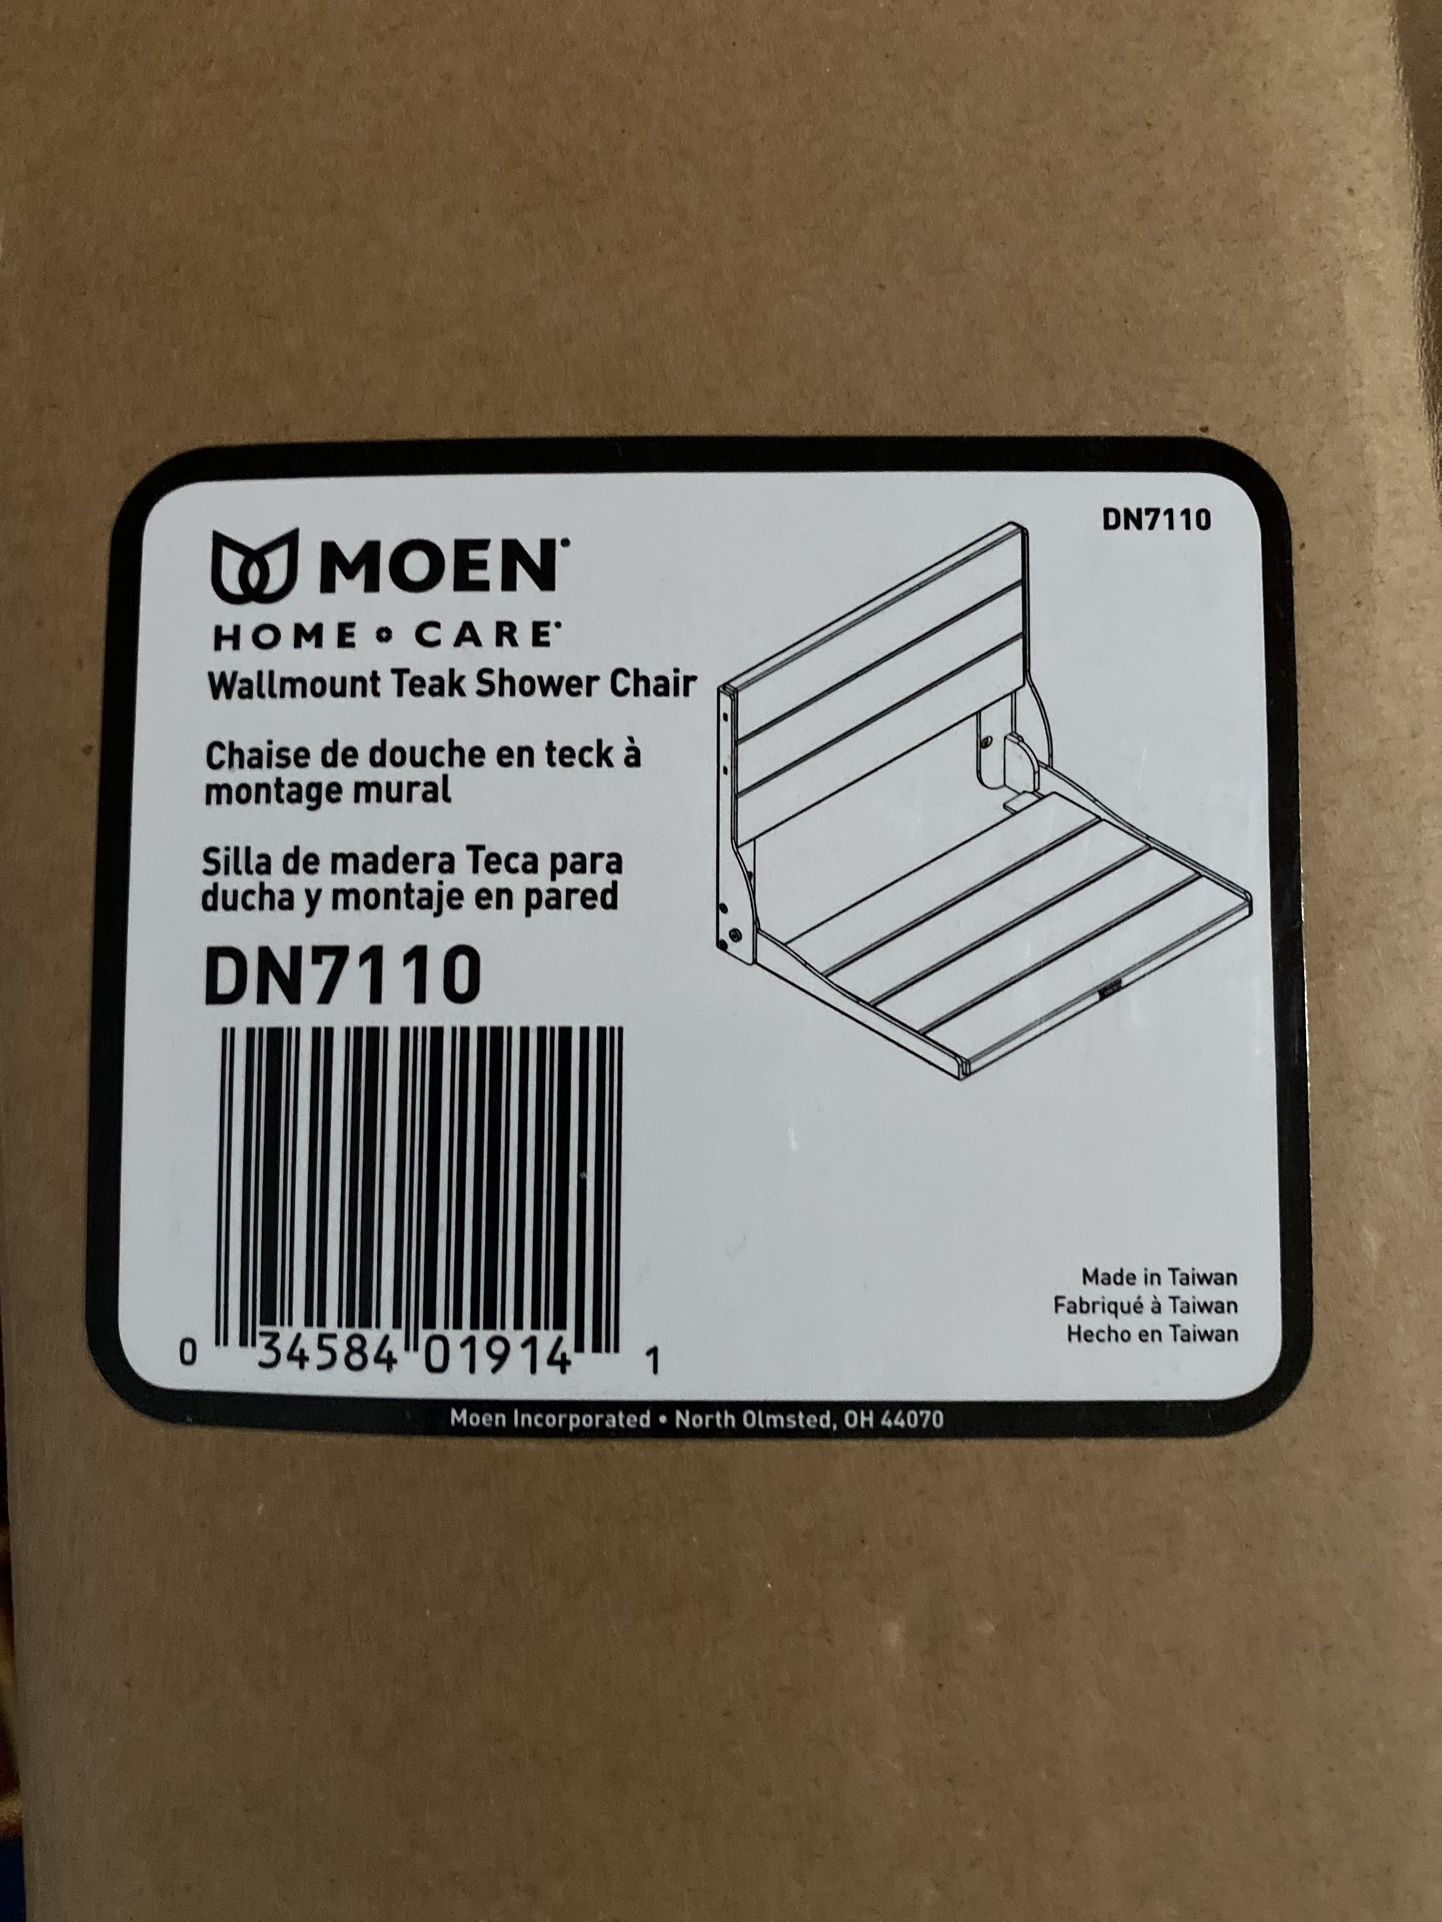 MOEN
HOME CARE
Wallmount Teak Shower Chair
Chaise de douche en teck à
montage mural
Silla de madera Teca para
ducha y montaje en pared
DN7110
0 34584 01914 1
DN7110
Made in Taiwan
Fabriqué à Taiwan
Hecho en Taiwan
Moen Incorporated • North Olmsted, OH 44070